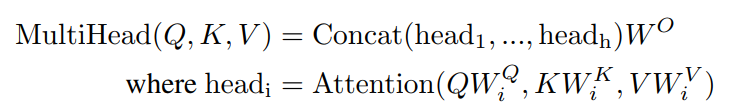 MultiHead(Q, K, V) = Concat(head₁, ..., headₕ)W^O
where headᵢ = Attention(QWᵢ^Q, KWᵢ^K, VWᵢ^V)